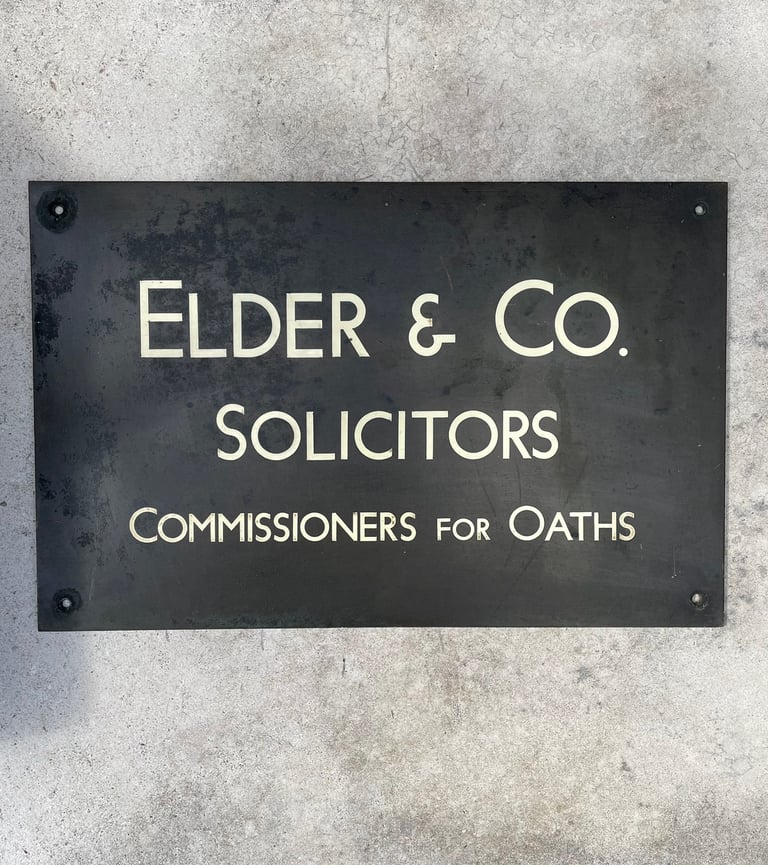 ELDER & CO.
SOLICITORS
COMMISSIONERS FOR OATHS